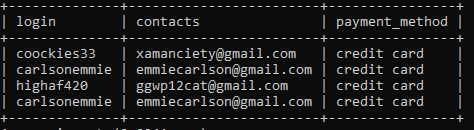 login | contacts | payment_method
coockies33 | xamanciety@gmail.com | credit card
carlsonemmie | emmiecarlson@gmail.com | credit card
highaf420 | ggwp12cat@gmail.com | credit card
carlsonemmie | emmiecarlson@gmail.com | credit card